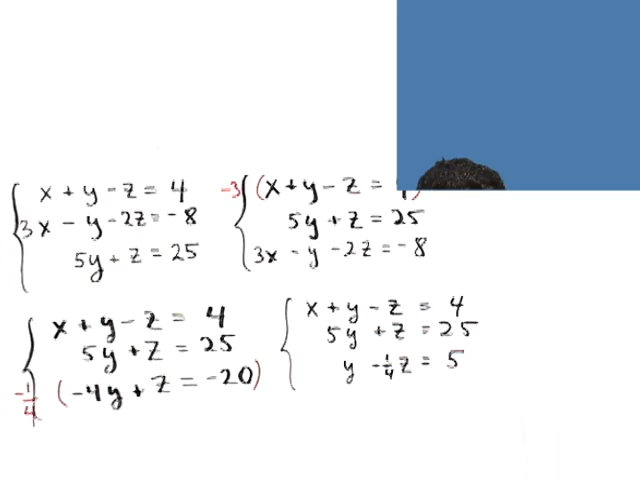 x + y - z = 4
3x - y - 2z = -8
5y + z = 25
-3 (x + y - z = 4)
5y + z = 25
3x - y - 2z = -8
x + y - z = 4
5y + z = 25
-1/4 (-4y + z = -20)
x + y - z = 4
5y + z = 25
y - 1/4 z = 5